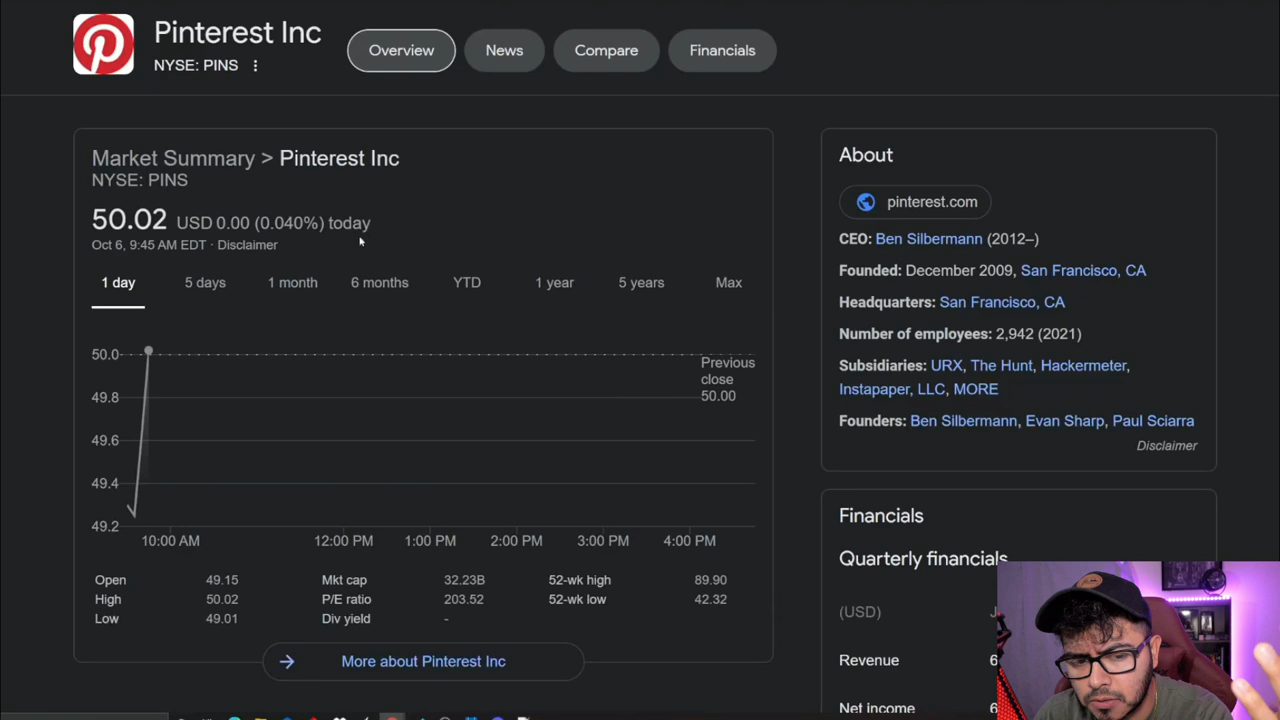 Pinterest Inc
NYSE: PINS
Overview
News
Compare
Financials
Market Summary > Pinterest Inc
NYSE: PINS
50.02 USD 0.00 (0.040%) today
Oct 6, 9:45 AM EDT · Disclaimer
1 day
5 days
1 month
6 months
YTD
1 year
5 years
Max
50.0
49.8
49.6
49.4
49.2
Previous
close
50.00
10:00 AM
12:00 PM
1:00 PM
2:00 PM
3:00 PM
4:00 PM
Open 49.15
High 50.02
Low 49.01
Mkt cap 32.23B
P/E ratio 203.52
Div yield -
52-wk high 89.90
52-wk low 42.32
More about Pinterest Inc
About
pinterest.com
CEO: Ben Silbermann (2012–)
Founded: December 2009, San Francisco, CA
Headquarters: San Francisco, CA
Number of employees: 2,942 (2021)
Subsidiaries: URX, The Hunt, Hackermeter,
Instapaper, LLC, MORE
Founders: Ben Silbermann, Evan Sharp, Paul Sciarra
Disclaimer
Financials
Quarterly financials
(USD)
Revenue 6
Net income 6